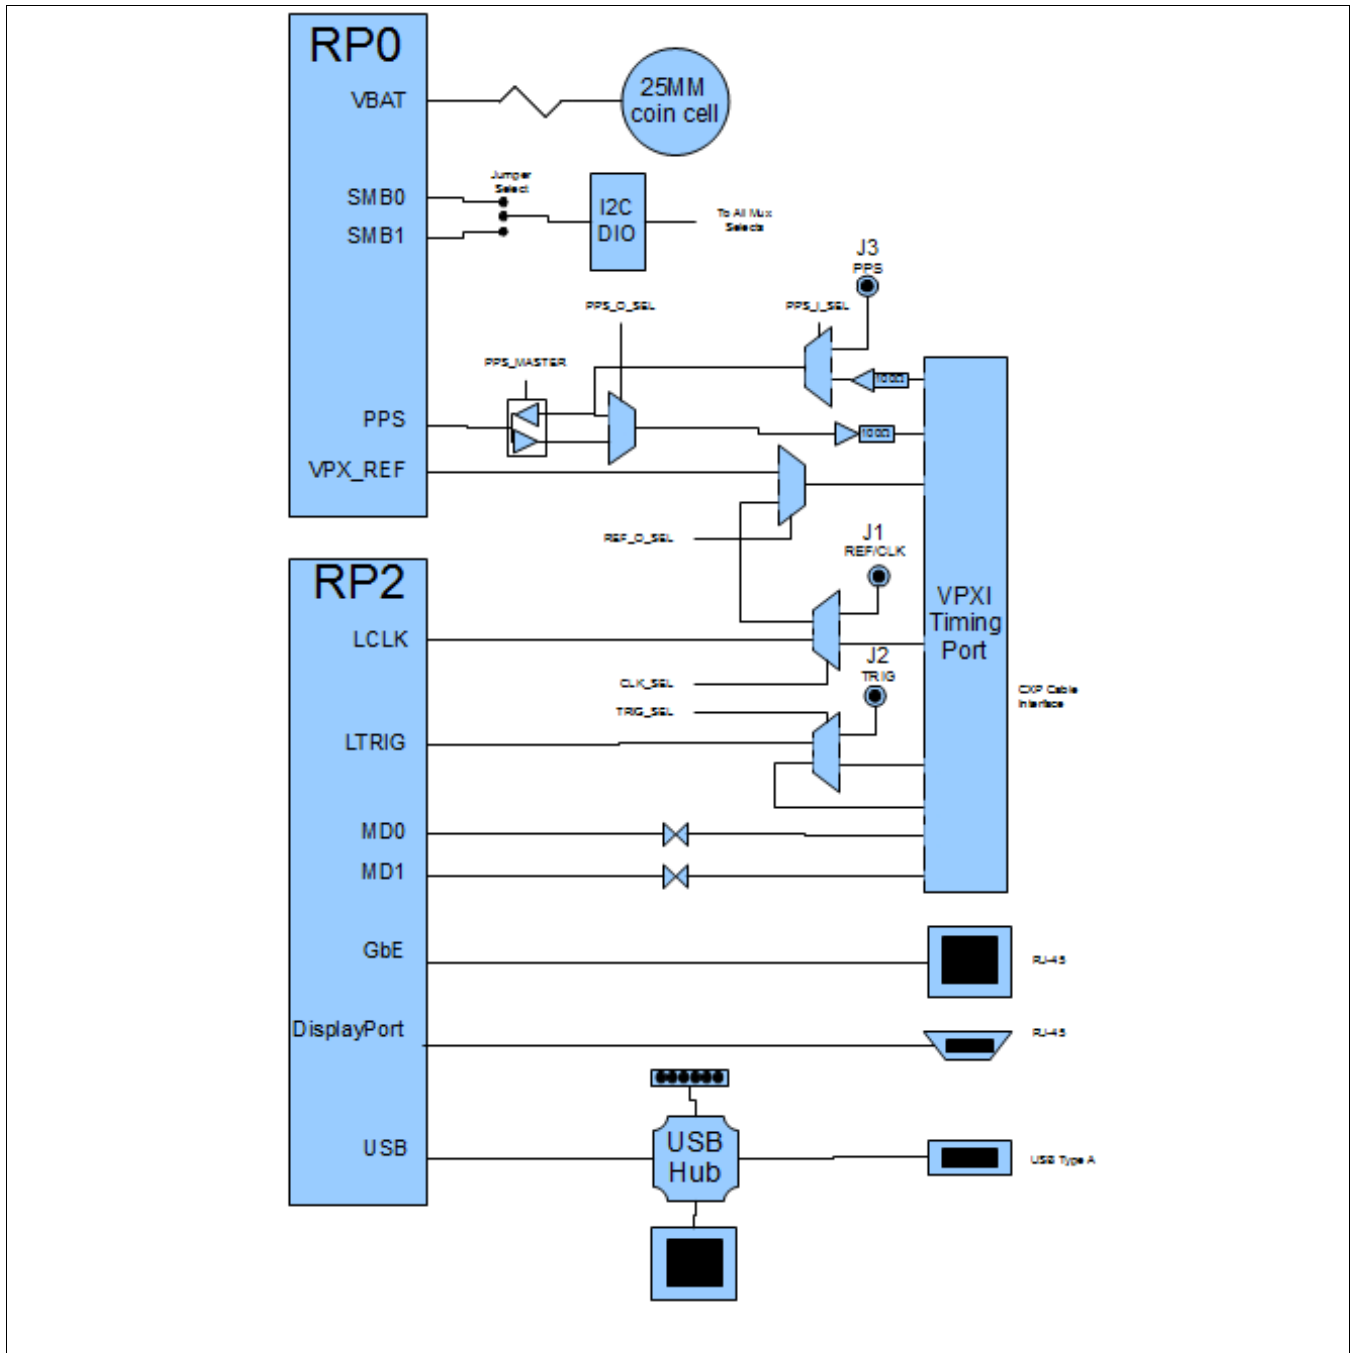 RP0
VBAT
25MM
coin cell
SMB0
SMB1
Jumper
Select
I2C
DIO
To All Mux
Selects
J3
PPS
PPS_O_SEL
PPS_I_SEL
PPS_MASTER
100Ω
PPS
100Ω
VPX_REF
REF_O_SEL
J1
REF/CLK
RP2
VPXI
Timing
Port
LCLK
J2
TRIG
CLK_SEL
CXP Cable
Interface
TRIG_SEL
LTRIG
MD0
MD1
GbE
RJ-45
DisplayPort
RJ-45
USB
USB
Hub
USB Type A